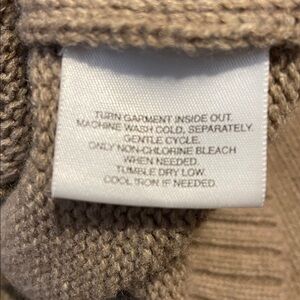 TURN GARMENT INSIDE OUT.
MACHINE WASH COLD, SEPARATELY.
GENTLE CYCLE.
ONLY NON-CHLORINE BLEACH
WHEN NEEDED.
TUMBLE DRY LOW.
COOL IRON IF NEEDED.